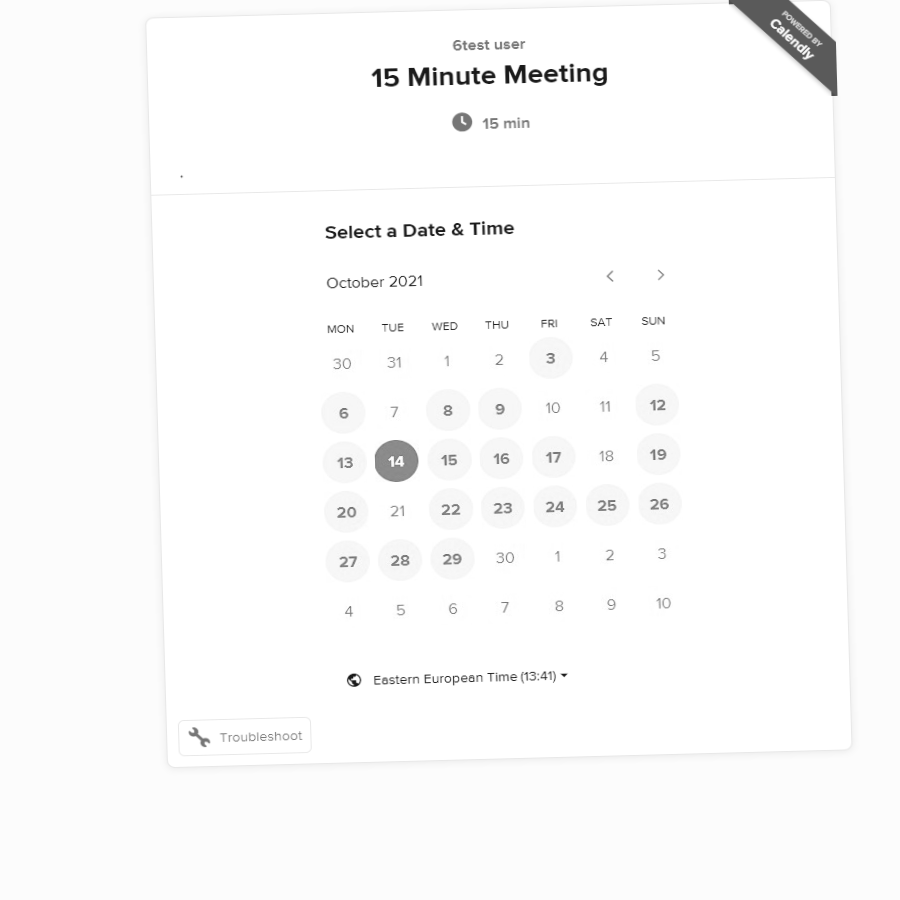 POWERED BY
Calendly
6test user
15 Minute Meeting
15 min
.
Select a Date & Time
October 2021
MON TUE WED THU FRI SAT SUN
30 31 1 2 3 4 5
6 7 8 9 10 11 12
13 14 15 16 17 18 19
20 21 22 23 24 25 26
27 28 29 30 1 2 3
4 5 6 7 8 9 10
Eastern European Time (13:41)
Troubleshoot